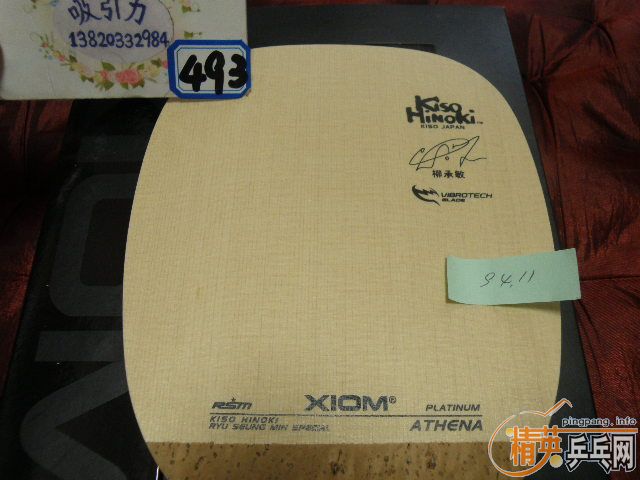 吸引力
13820332984
493
Kiso
HiNoKi
KISO JAPAN
柳承敏
VIBROTECH
BLADE
94.11
RSM
XIOM®
PLATINUM
KISO HINOKI
RYU SEUNG MIN SPECIAL
ATHENA
pingpang.info
精英乒乓网